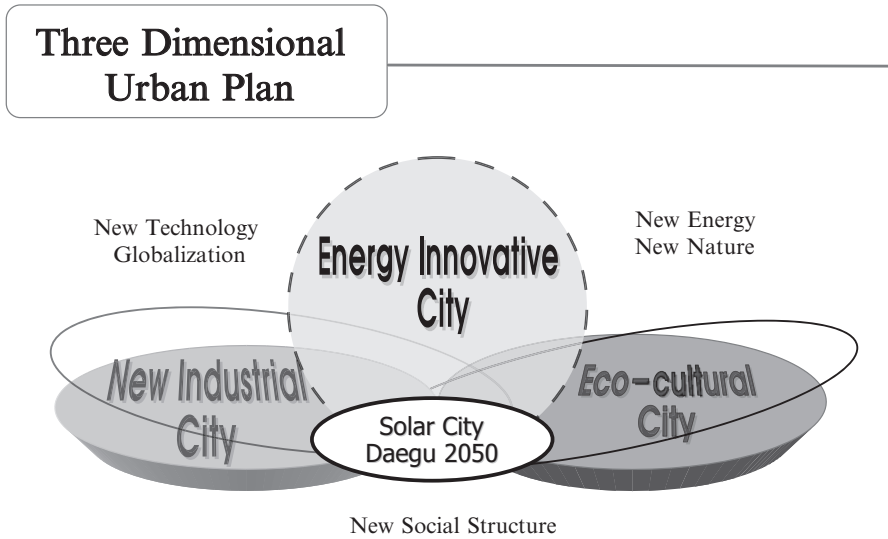 Three Dimensional
Urban Plan
New Technology
Globalization
New Energy
New Nature
Energy Innovative
City
New Industrial
City
Eco-cultural
City
Solar City
Daegu 2050
New Social Structure